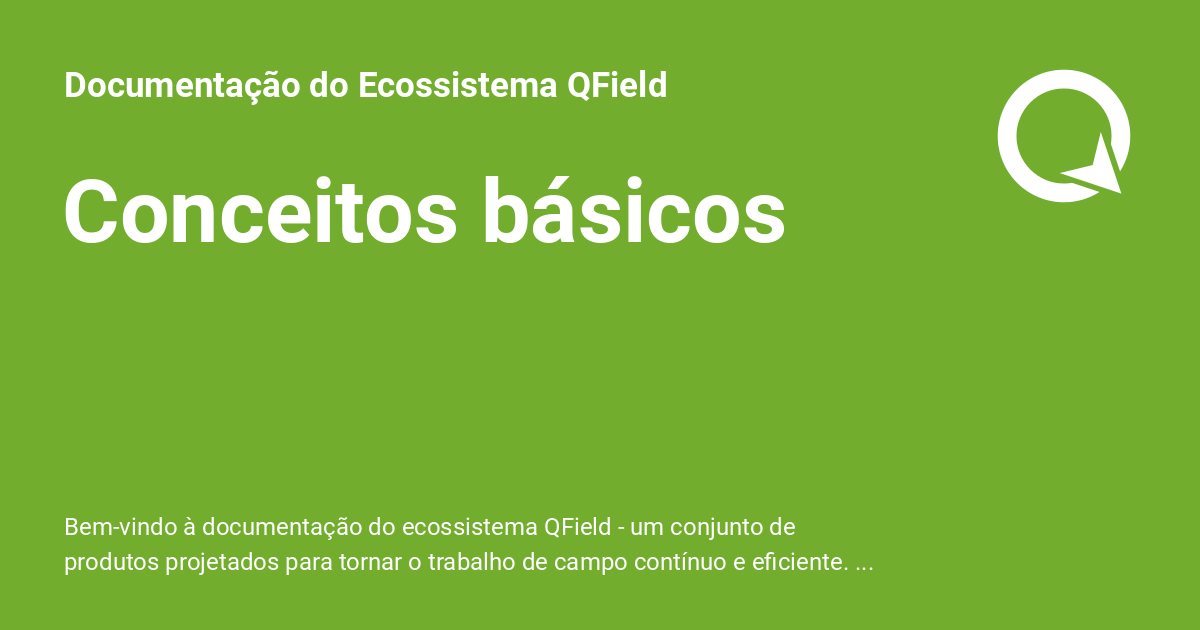 Documentação do Ecossistema QField
Conceitos básicos
Bem-vindo à documentação do ecossistema QField - um conjunto de
produtos projetados para tornar o trabalho de campo contínuo e eficiente. ...